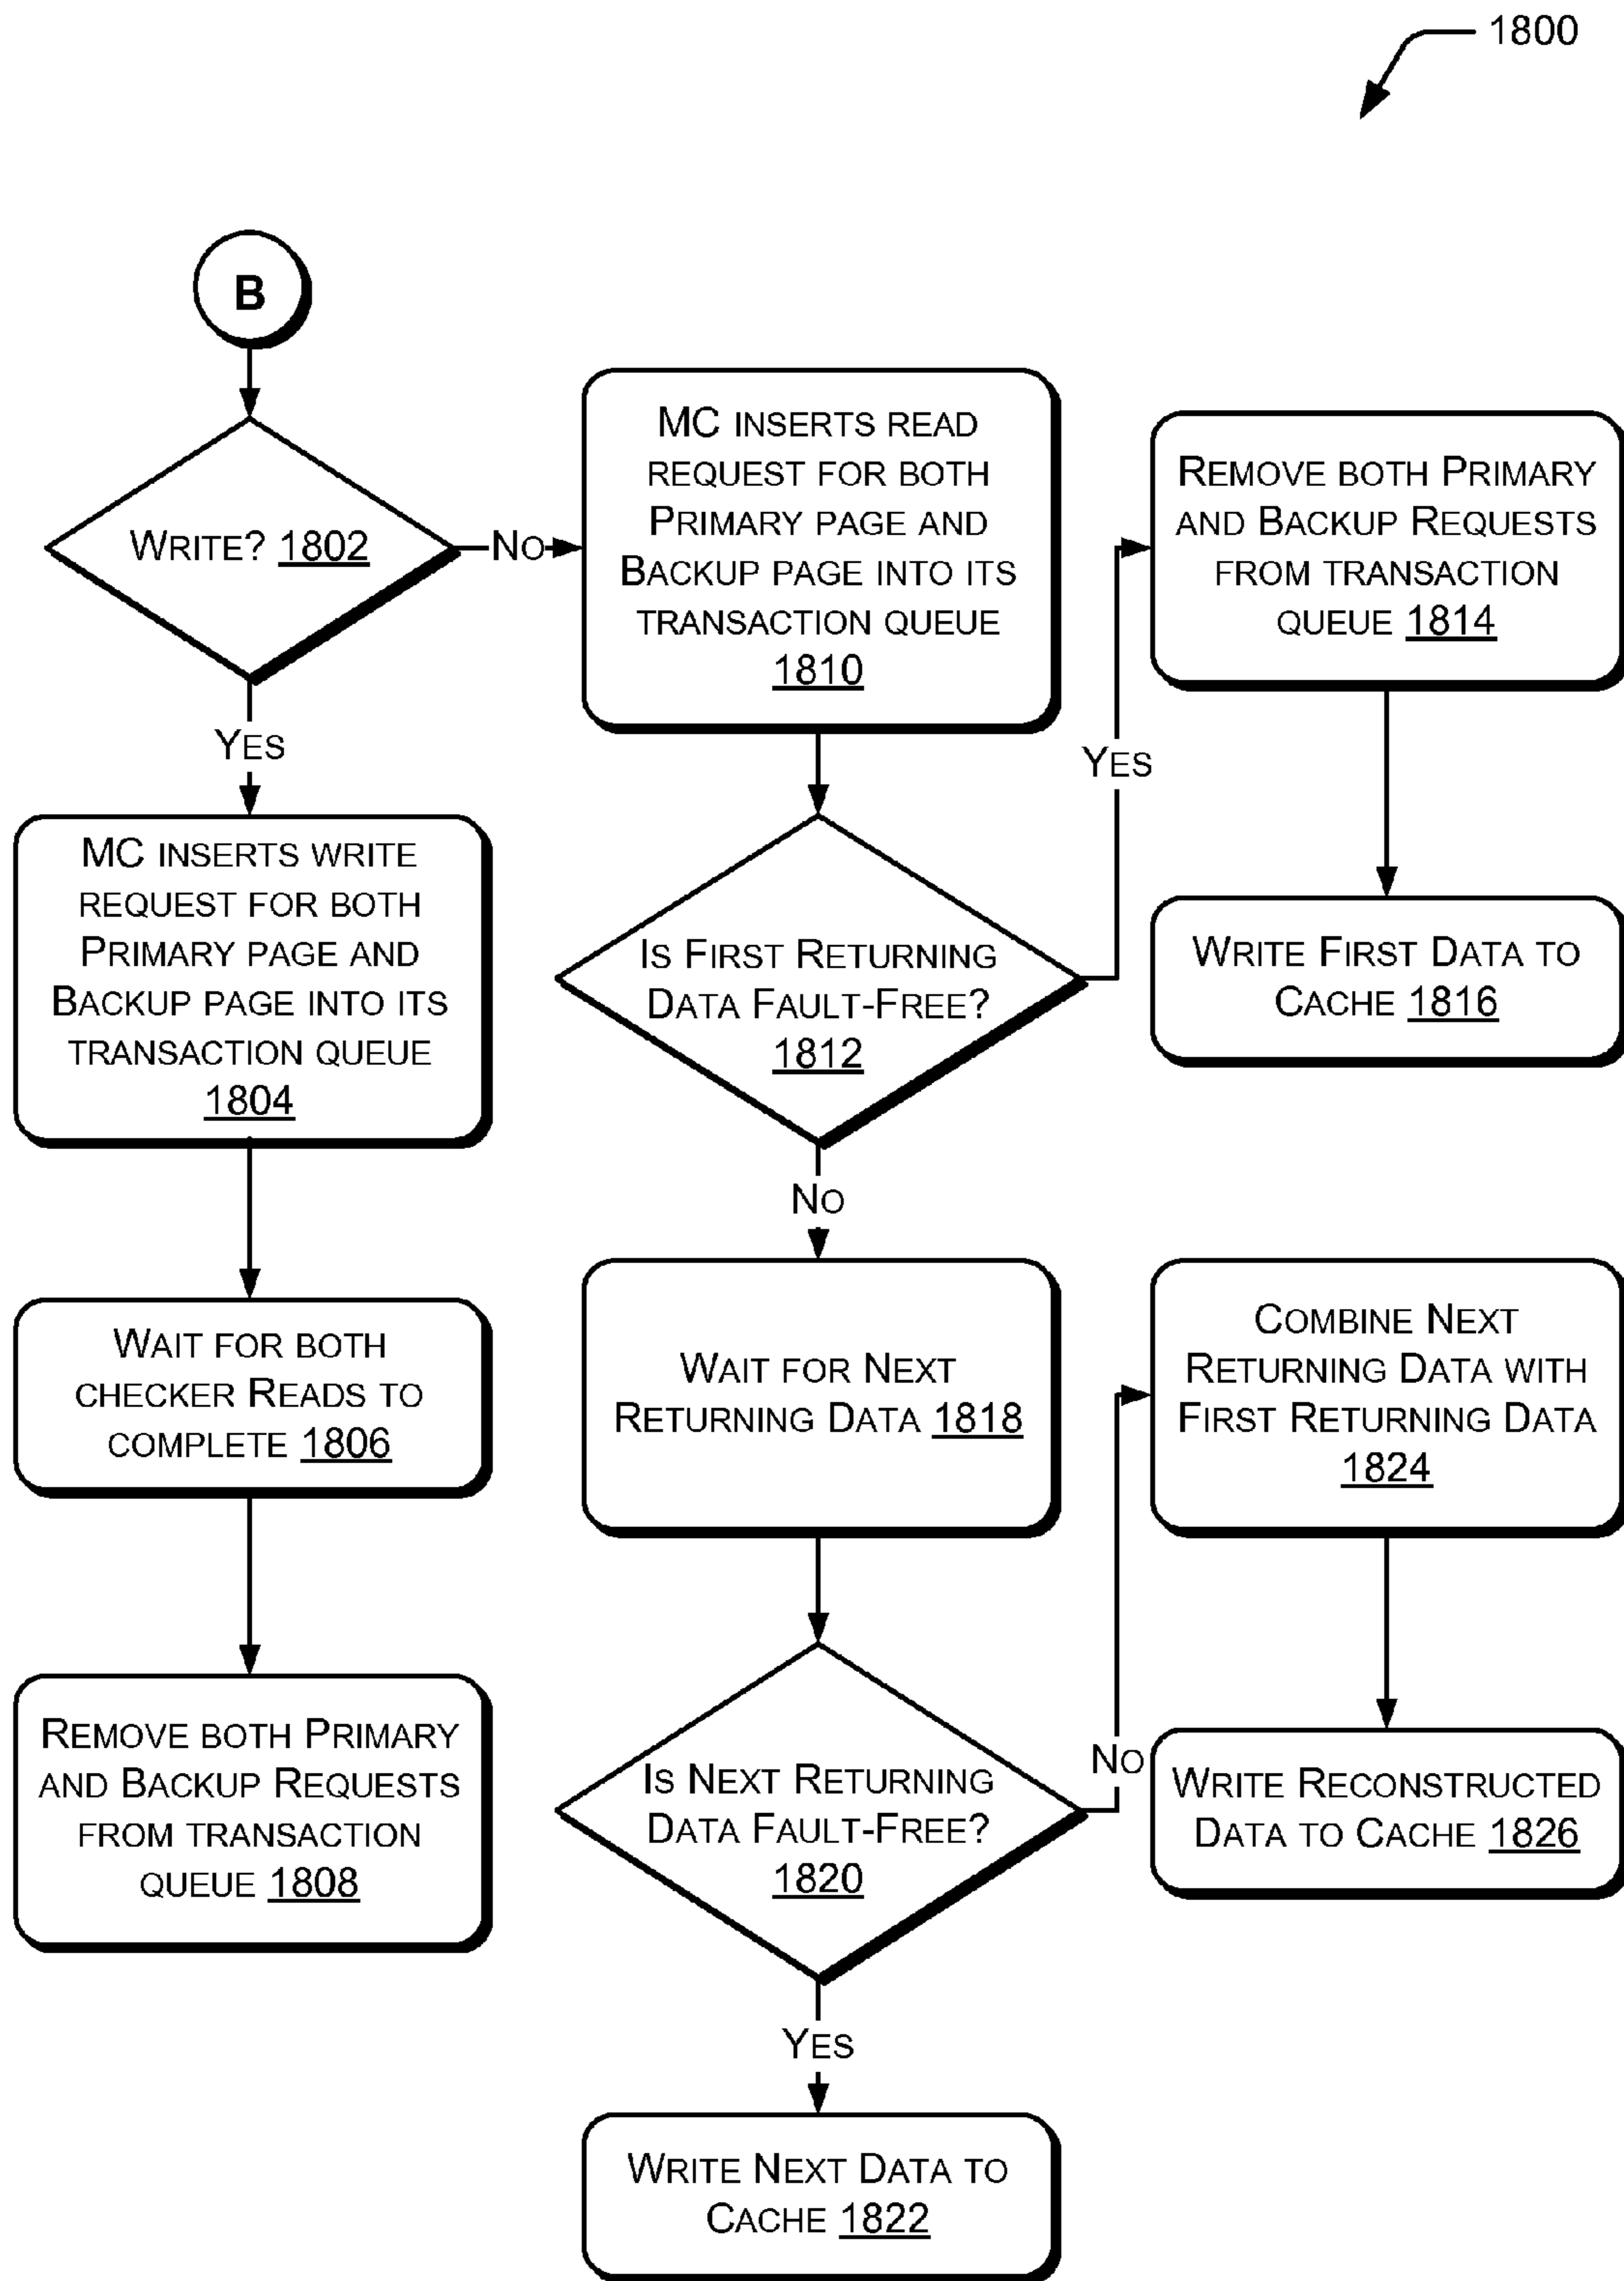 1800
B
WRITE? 1802
NO
YES
MC INSERTS WRITE
REQUEST FOR BOTH
PRIMARY PAGE AND
BACKUP PAGE INTO ITS
TRANSACTION QUEUE
1804
WAIT FOR BOTH
CHECKER READS TO
COMPLETE 1806
REMOVE BOTH PRIMARY
AND BACKUP REQUESTS
FROM TRANSACTION
QUEUE 1808
MC INSERTS READ
REQUEST FOR BOTH
PRIMARY PAGE AND
BACKUP PAGE INTO ITS
TRANSACTION QUEUE
1810
IS FIRST RETURNING
DATA FAULT-FREE?
1812
YES
REMOVE BOTH PRIMARY
AND BACKUP REQUESTS
FROM TRANSACTION
QUEUE 1814
WRITE FIRST DATA TO
CACHE 1816
NO
WAIT FOR NEXT
RETURNING DATA 1818
IS NEXT RETURNING
DATA FAULT-FREE?
1820
NO
COMBINE NEXT
RETURNING DATA WITH
FIRST RETURNING DATA
1824
WRITE RECONSTRUCTED
DATA TO CACHE 1826
YES
WRITE NEXT DATA TO
CACHE 1822